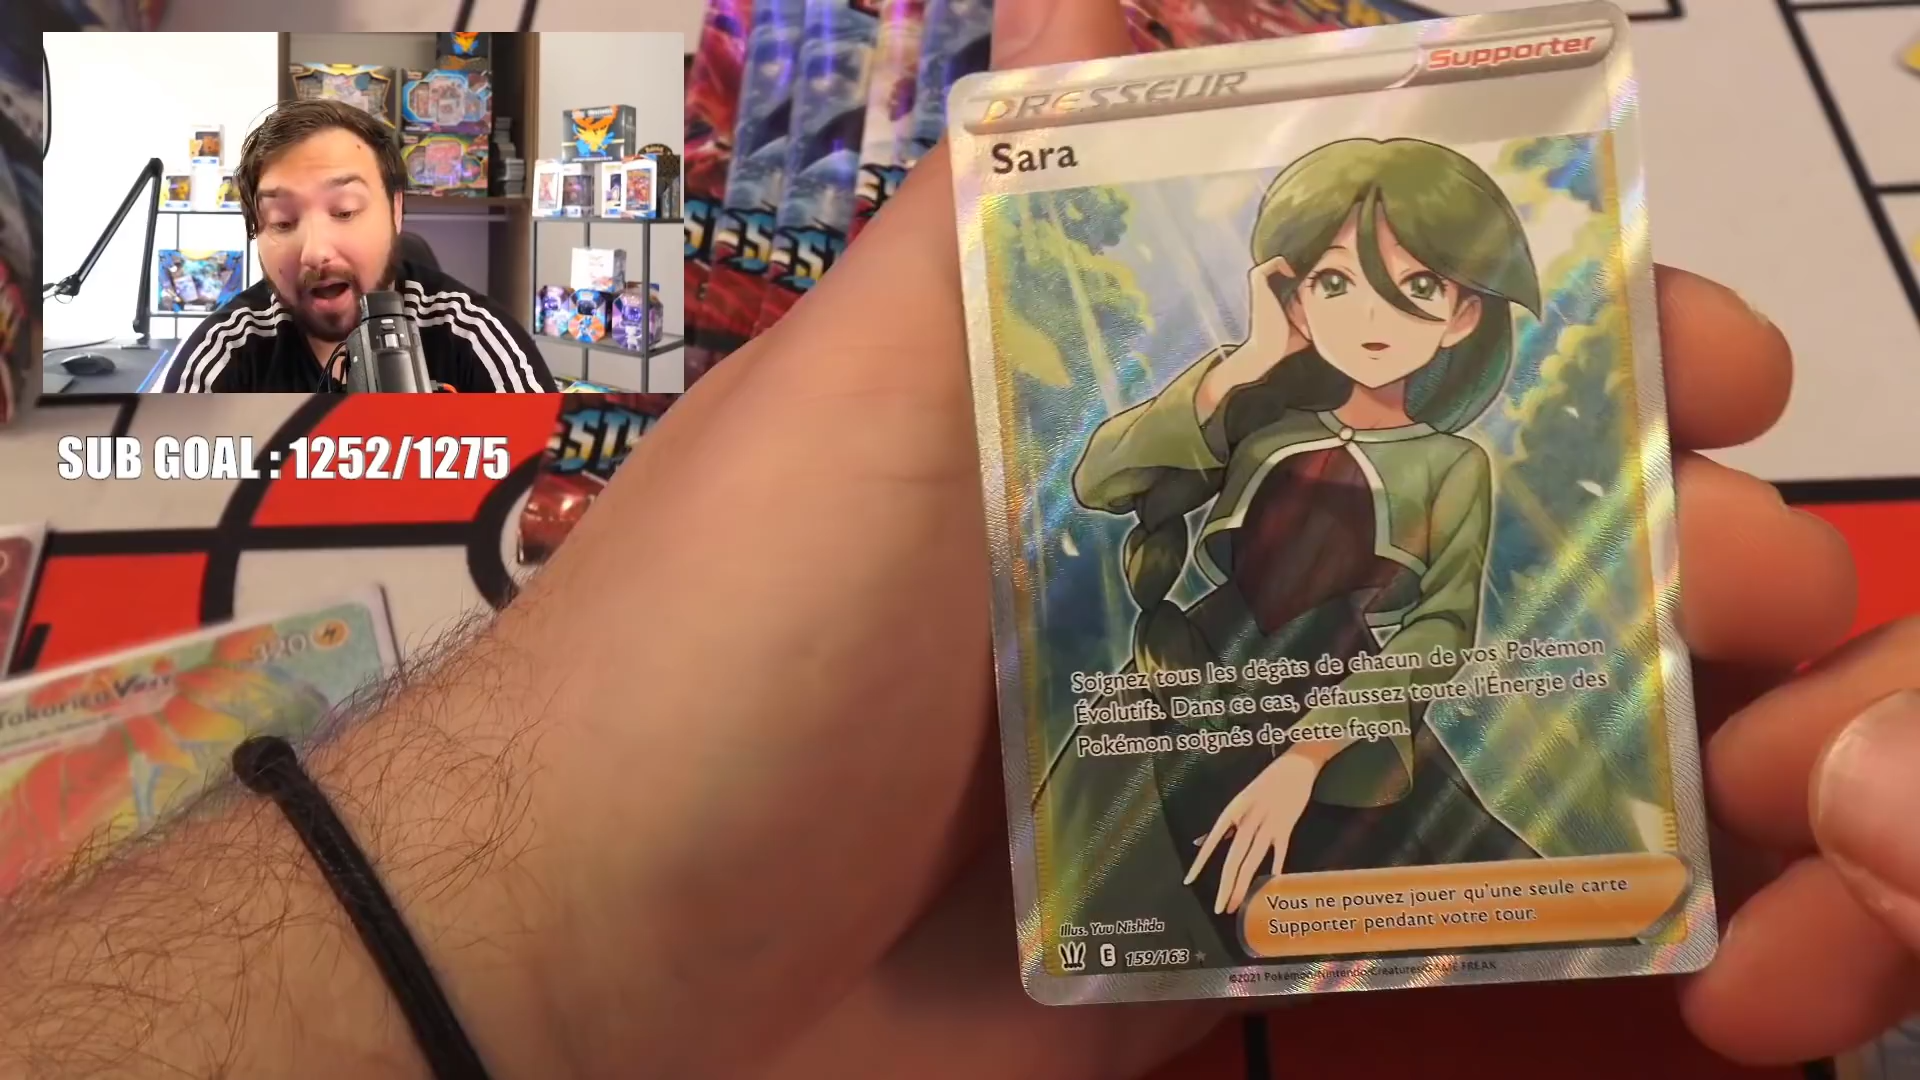 SUB GOAL : 1252/1275
DRESSEUR
Supporter
Sara
Soignez tous les dégâts de chacun de vos Pokémon
Évolutifs. Dans ce cas, défaussez toute l'Énergie des
Pokémon soignés de cette façon.
Vous ne pouvez jouer qu'une seule carte
Supporter pendant votre tour.
Illus. Yuu Nishida
E 159/163
©2021 Pokémon/Nintendo/Creatures/GAME FREAK
320